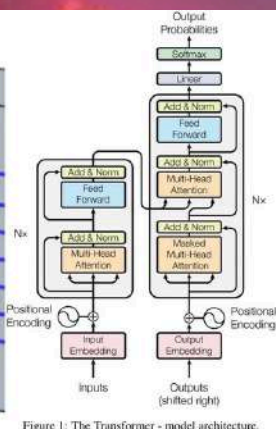 Output
Probabilities
Softmax
Linear
Add & Norm
Feed
Forward
Add & Norm
Multi-Head
Attention
Add & Norm
Masked
Multi-Head
Attention
Nx
Positional
Encoding
Output
Embedding
Outputs
(shifted right)
Add & Norm
Feed
Forward
Add & Norm
Multi-Head
Attention
Nx
Positional
Encoding
Input
Embedding
Inputs
Figure 1: The Transformer - model architecture.